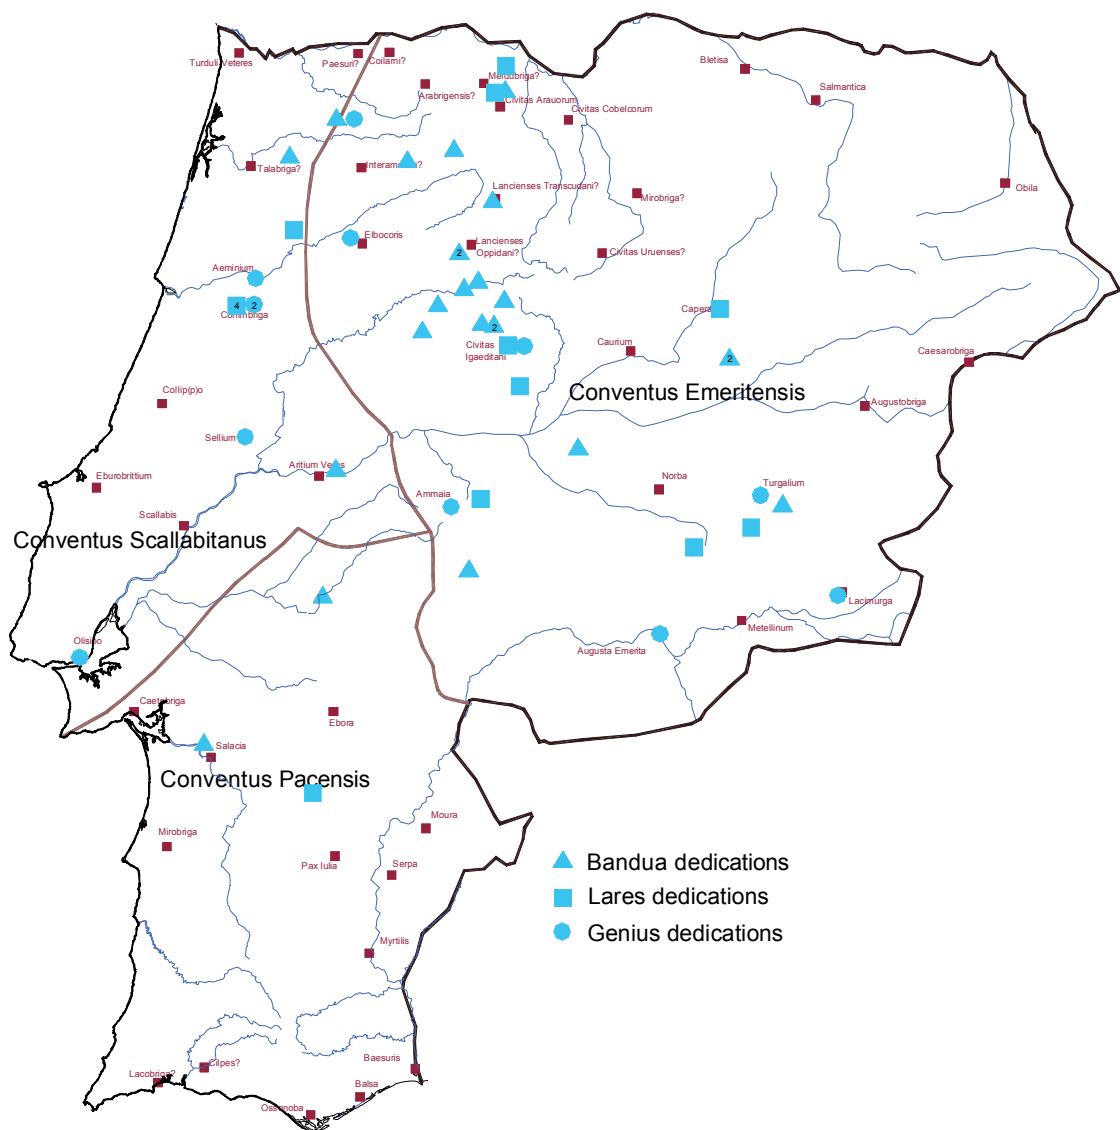 Turduli Veteres
Paesuri?
Coilami?
Bletisa
Meidubriga?
Arabrigensis?
Civitas Arauorum
Salmantica
Civitas Cobelcorum
Talabriga?
Lancienses Transcudani?
Mirobriga?
Obila
Elbocoris
Lancienses
Oppidani?
2
Civitas Uruenses?
Aeminium
4
2
Conimbriga
Capera
2
Civitas
Igaeditani
Caurium
2
Caesarobriga
Conventus Emeritensis
Collip(p)o
Augustobriga
Sellium
Aritium Vetus
Eburobrittium
Norba
Turgalium
Ammaia
Scallabis
Conventus Scallabitanus
Lacimurga
Metellinum
Olisipo
Augusta Emerita
Caetobriga
Ebora
Salacia
Conventus Pacensis
Moura
Mirobriga
Pax Iulia
Serpa
Bandua dedications
Lares dedications
Genius dedications
Myrtilis
Cilpes?
Baesuris
Lacobriga?
Balsa
Ossonoba